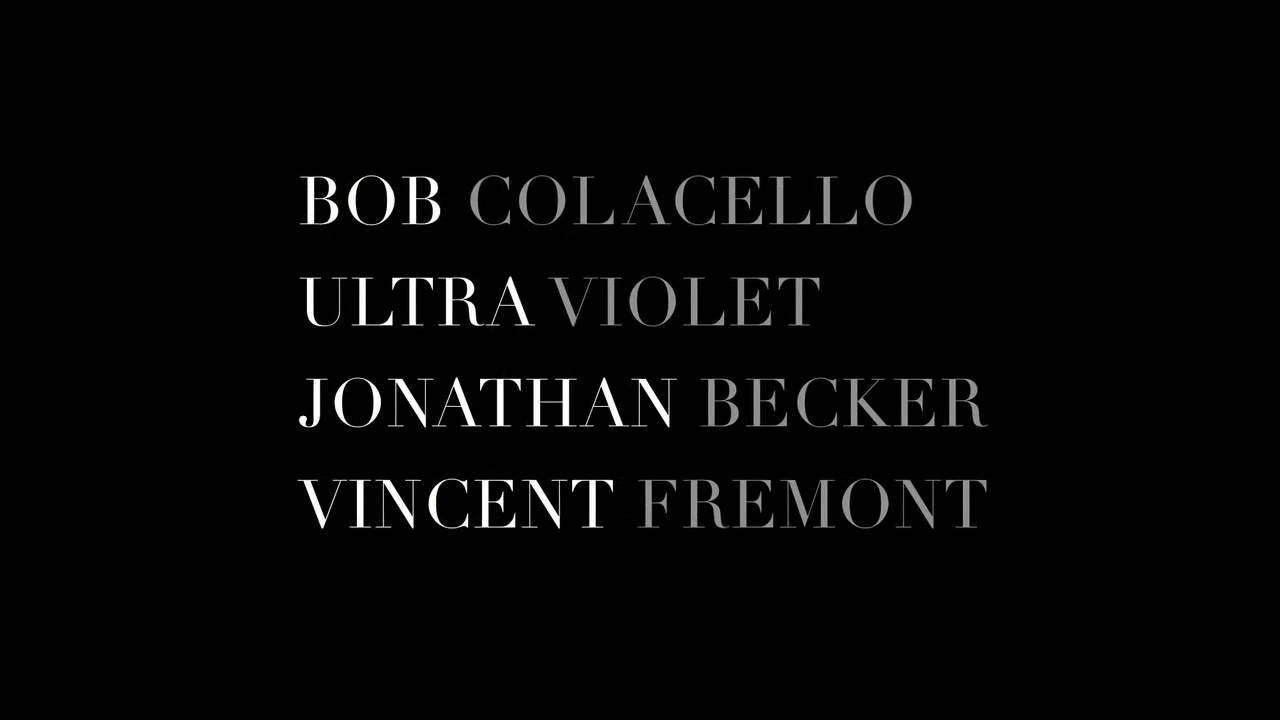 BOB COLACELLO
ULTRA VIOLET
JONATHAN BECKER
VINCENT FREMONT